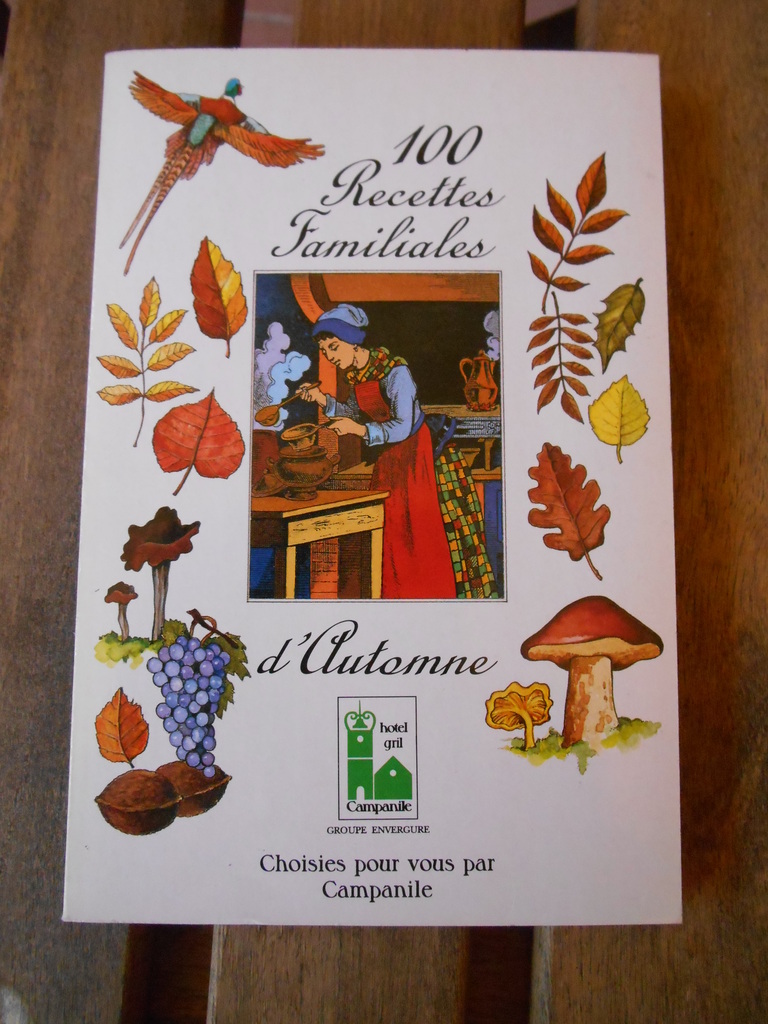 100
Recettes
Familiales
d'Automne
hotel
gril
Campanile
GROUPE ENVERGURE
Choisies pour vous par
Campanile